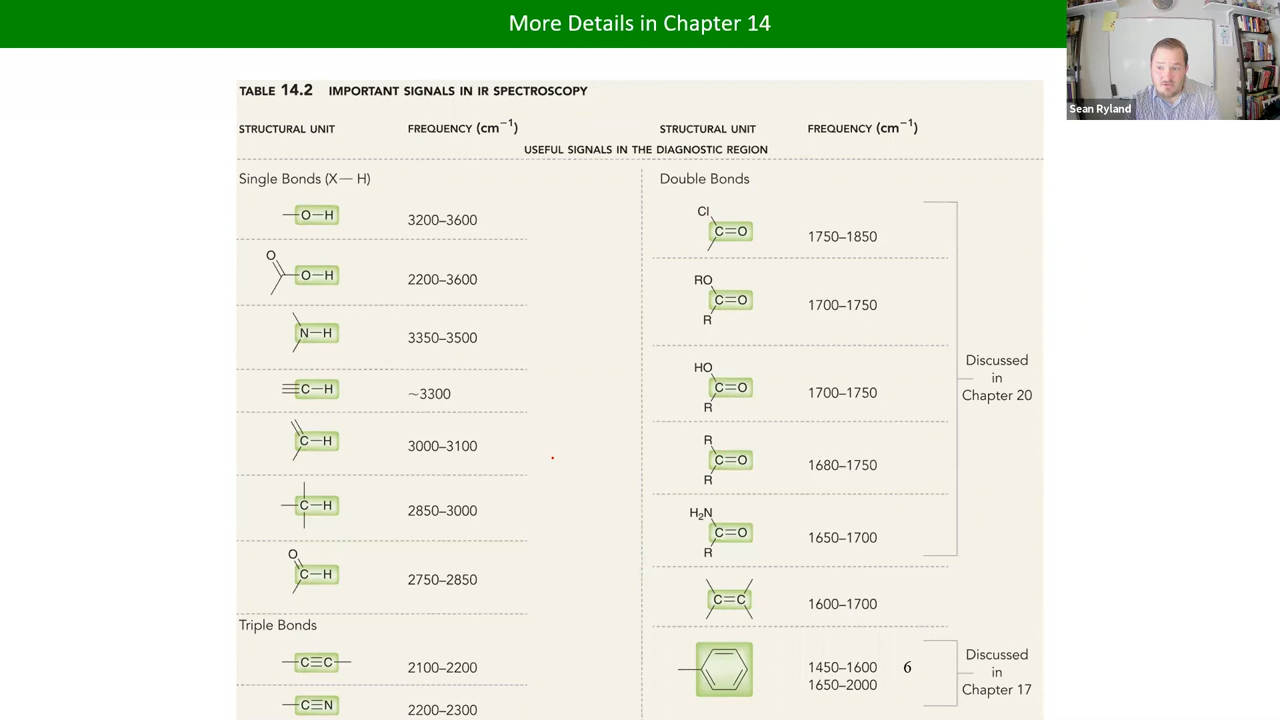 More Details in Chapter 14
Sean Ryland
TABLE 14.2 IMPORTANT SIGNALS IN IR SPECTROSCOPY
STRUCTURAL UNIT FREQUENCY (cm⁻¹) STRUCTURAL UNIT FREQUENCY (cm⁻¹)
USEFUL SIGNALS IN THE DIAGNOSTIC REGION
Single Bonds (X—H)
—O—H 3200–3600
O
O—H 2200–3600
N—H 3350–3500
≡C—H ~3300
C—H 3000–3100
—C—H 2850–3000
O
C—H 2750–2850
Triple Bonds
—C≡C— 2100–2200
—C≡N 2200–2300
Double Bonds
Cl
C=O 1750–1850
RO
C=O 1700–1750
R
HO
C=O 1700–1750
R
R
C=O 1680–1750
R
H₂N
C=O 1650–1700
R
Discussed
in
Chapter 20
C=C 1600–1700
1450–1600 6
1650–2000
Discussed
in
Chapter 17